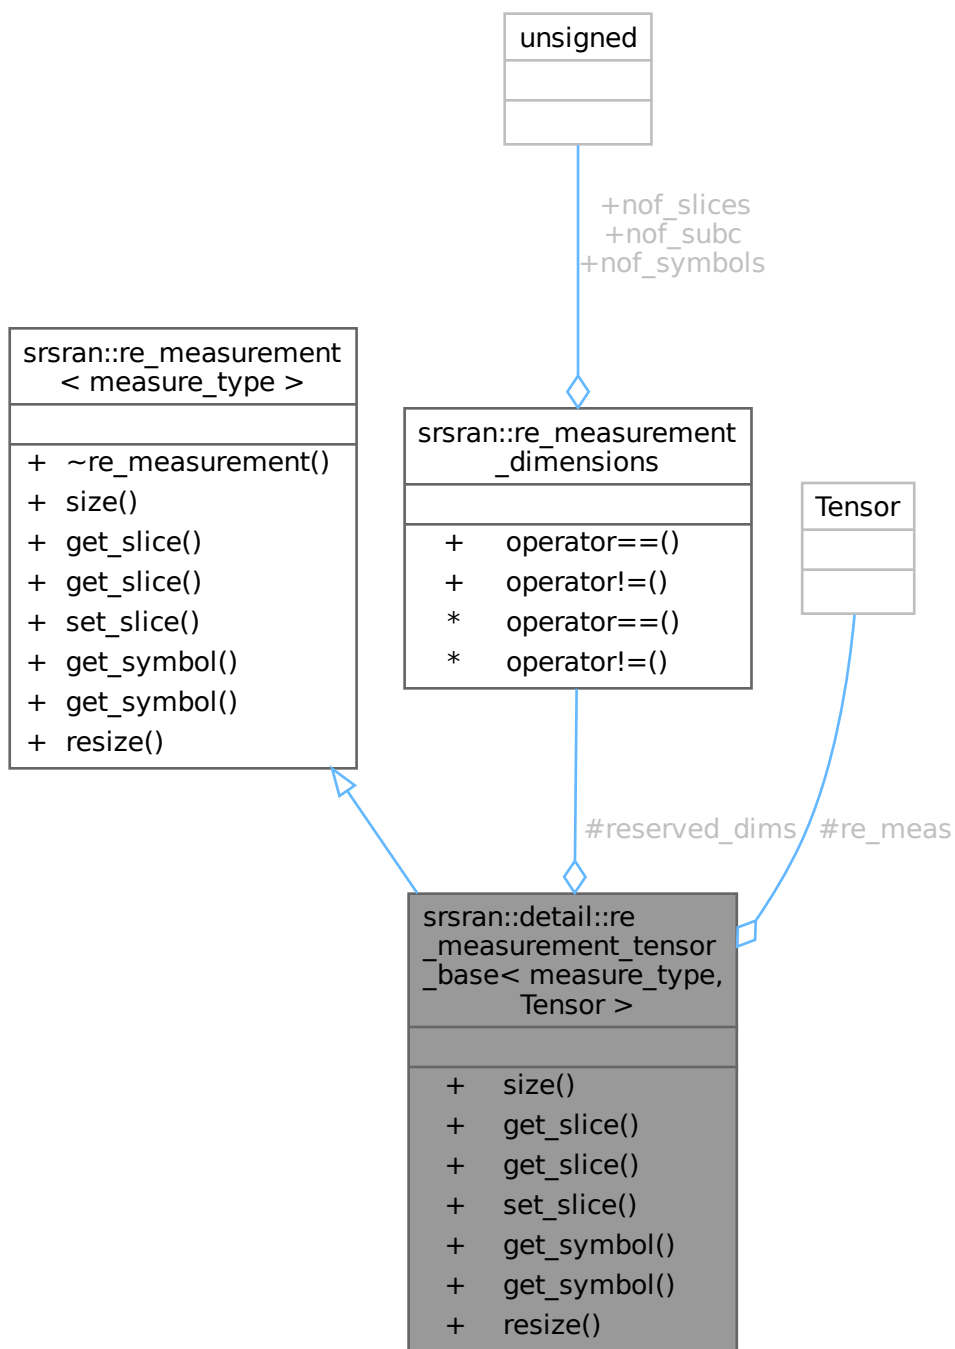 unsigned
+nof_slices
+nof_subc
+nof_symbols
srsran::re_measurement
< measure_type >
+ ~re_measurement()
+ size()
+ get_slice()
+ get_slice()
+ set_slice()
+ get_symbol()
+ get_symbol()
+ resize()
srsran::re_measurement
_dimensions
+ operator==()
+ operator!=()
* operator==()
* operator!=()
Tensor
#reserved_dims
#re_meas
srsran::detail::re
_measurement_tensor
_base< measure_type,
Tensor >
+ size()
+ get_slice()
+ get_slice()
+ set_slice()
+ get_symbol()
+ get_symbol()
+ resize()